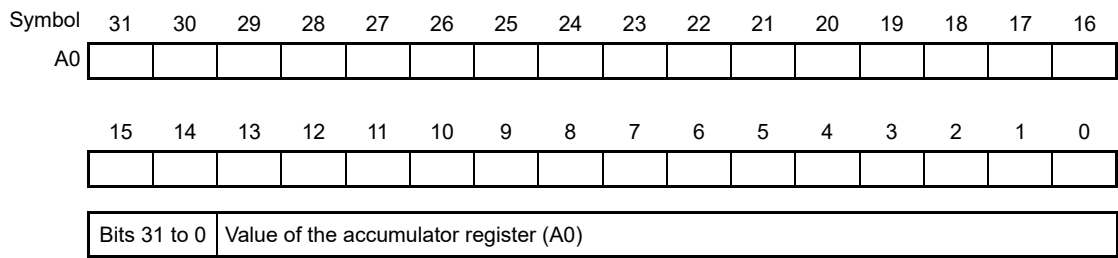 Symbol 31 30 29 28 27 26 25 24 23 22 21 20 19 18 17 16
A0
15 14 13 12 11 10 9 8 7 6 5 4 3 2 1 0
Bits 31 to 0 Value of the accumulator register (A0)